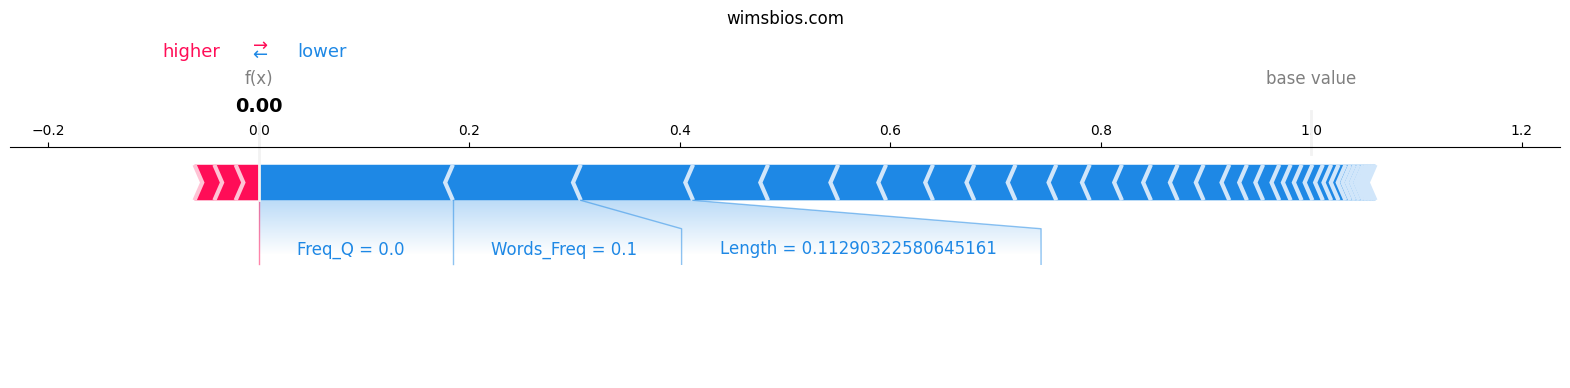 wimsbios.com
higher → ← lower
f(x)
base value
0.00
−0.2 0.0 0.2 0.4 0.6 0.8 1.0 1.2
Freq_Q = 0.0 Words_Freq = 0.1 Length = 0.11290322580645161